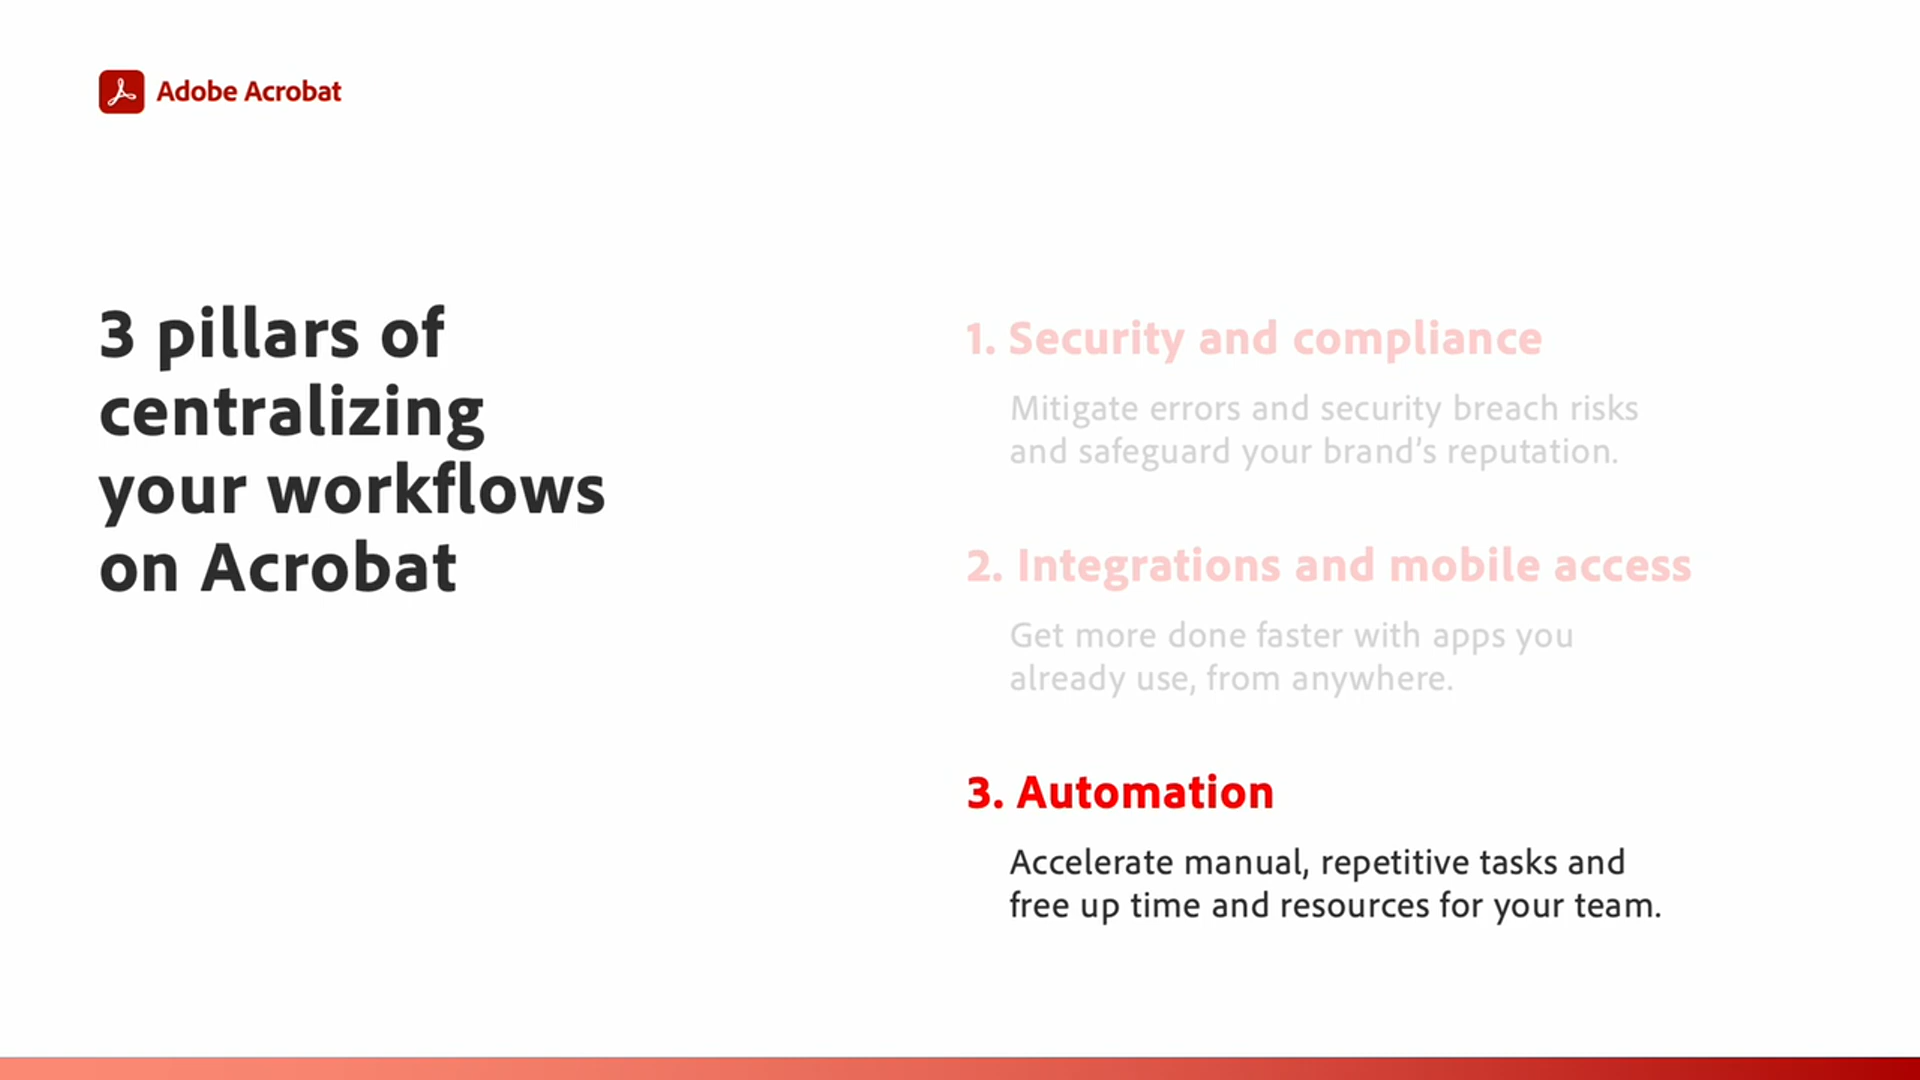 Adobe Acrobat
3 pillars of
centralizing
your workflows
on Acrobat
1. Security and compliance
Mitigate errors and security breach risks
and safeguard your brand’s reputation.
2. Integrations and mobile access
Get more done faster with apps you
already use, from anywhere.
3. Automation
Accelerate manual, repetitive tasks and
free up time and resources for your team.